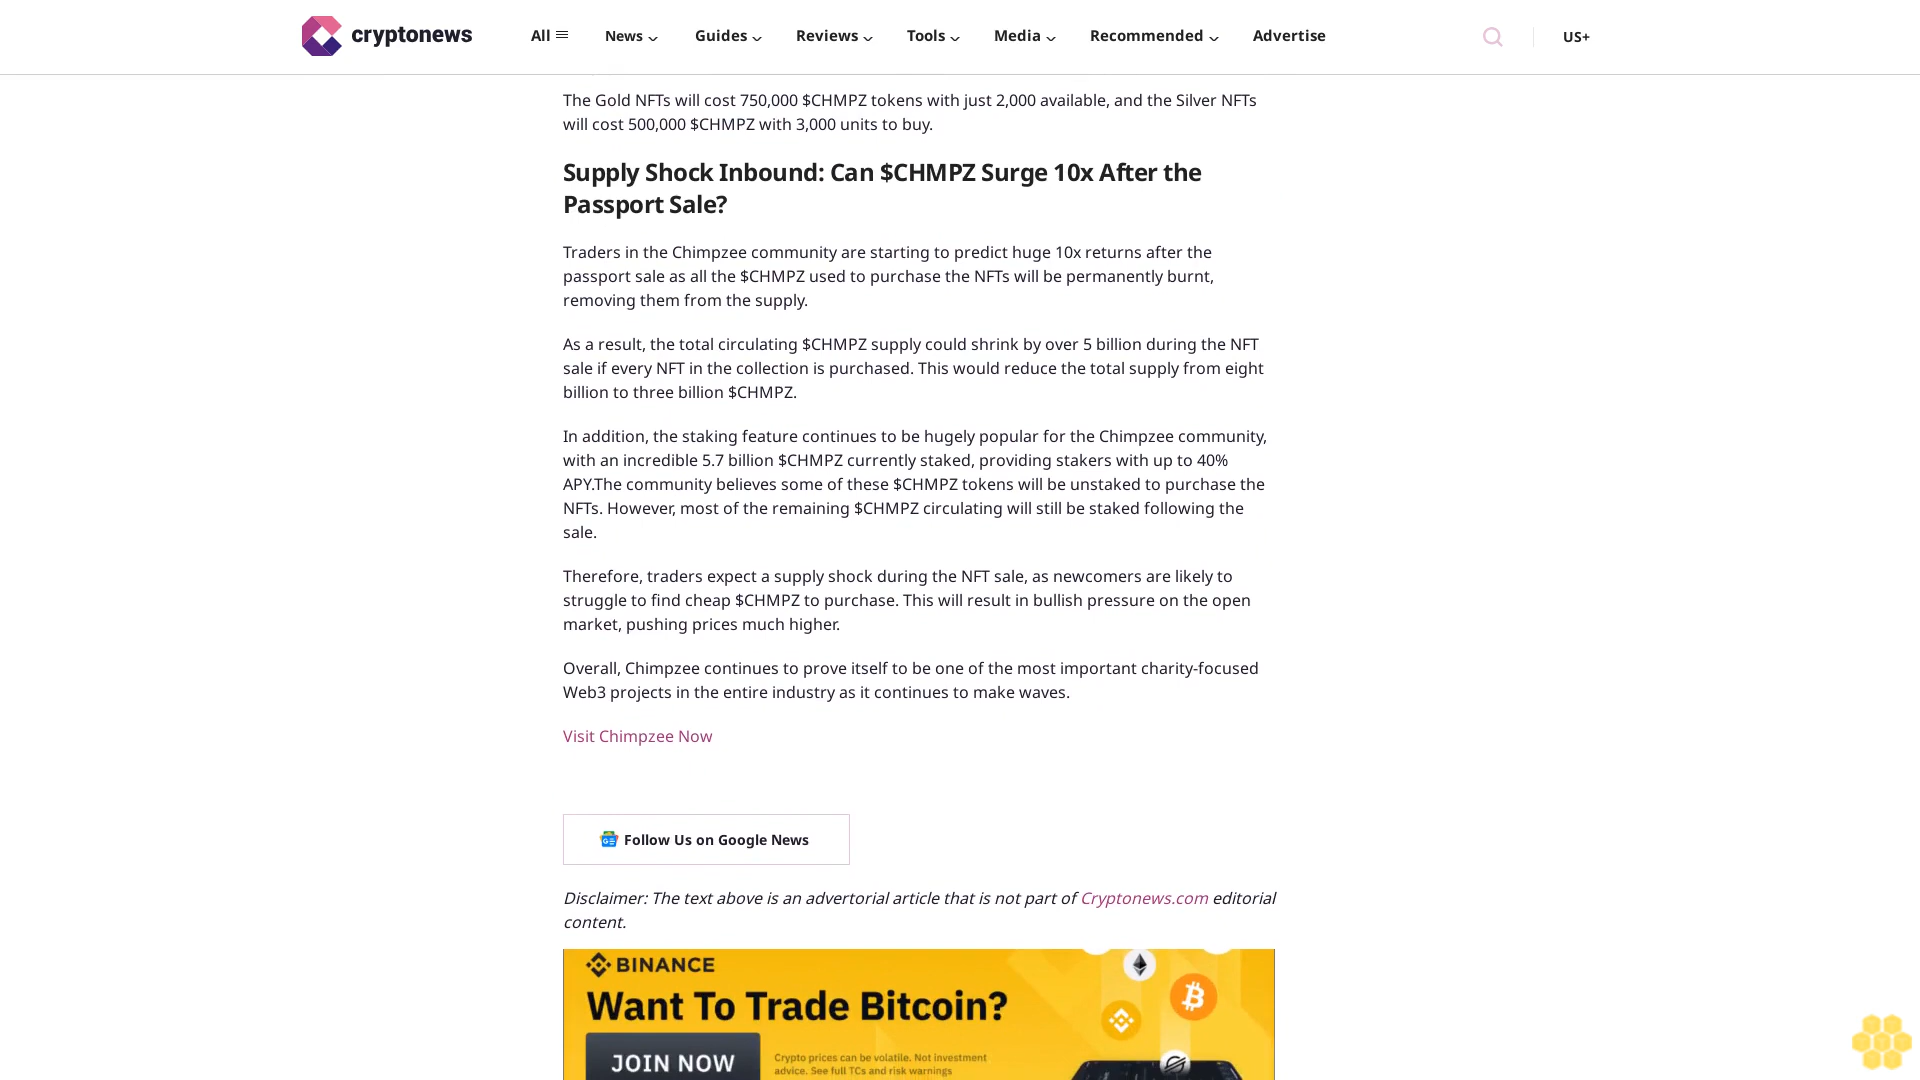 cryptonews
All
News
Guides
Reviews
Tools
Media
Recommended
Advertise
US+
The Gold NFTs will cost 750,000 $CHMPZ tokens with just 2,000 available, and the Silver NFTs
will cost 500,000 $CHMPZ with 3,000 units to buy.
Supply Shock Inbound: Can $CHMPZ Surge 10x After the
Passport Sale?
Traders in the Chimpzee community are starting to predict huge 10x returns after the
passport sale as all the $CHMPZ used to purchase the NFTs will be permanently burnt,
removing them from the supply.
As a result, the total circulating $CHMPZ supply could shrink by over 5 billion during the NFT
sale if every NFT in the collection is purchased. This would reduce the total supply from eight
billion to three billion $CHMPZ.
In addition, the staking feature continues to be hugely popular for the Chimpzee community,
with an incredible 5.7 billion $CHMPZ currently staked, providing stakers with up to 40%
APY.The community believes some of these $CHMPZ tokens will be unstaked to purchase the
NFTs. However, most of the remaining $CHMPZ circulating will still be staked following the
sale.
Therefore, traders expect a supply shock during the NFT sale, as newcomers are likely to
struggle to find cheap $CHMPZ to purchase. This will result in bullish pressure on the open
market, pushing prices much higher.
Overall, Chimpzee continues to prove itself to be one of the most important charity-focused
Web3 projects in the entire industry as it continues to make waves.
Visit Chimpzee Now
Follow Us on Google News
Disclaimer: The text above is an advertorial article that is not part of Cryptonews.com editorial
content.
BINANCE
Want To Trade Bitcoin?
JOIN NOW
Crypto prices can be volatile. Not investment
advice. See full TCs and risk warnings